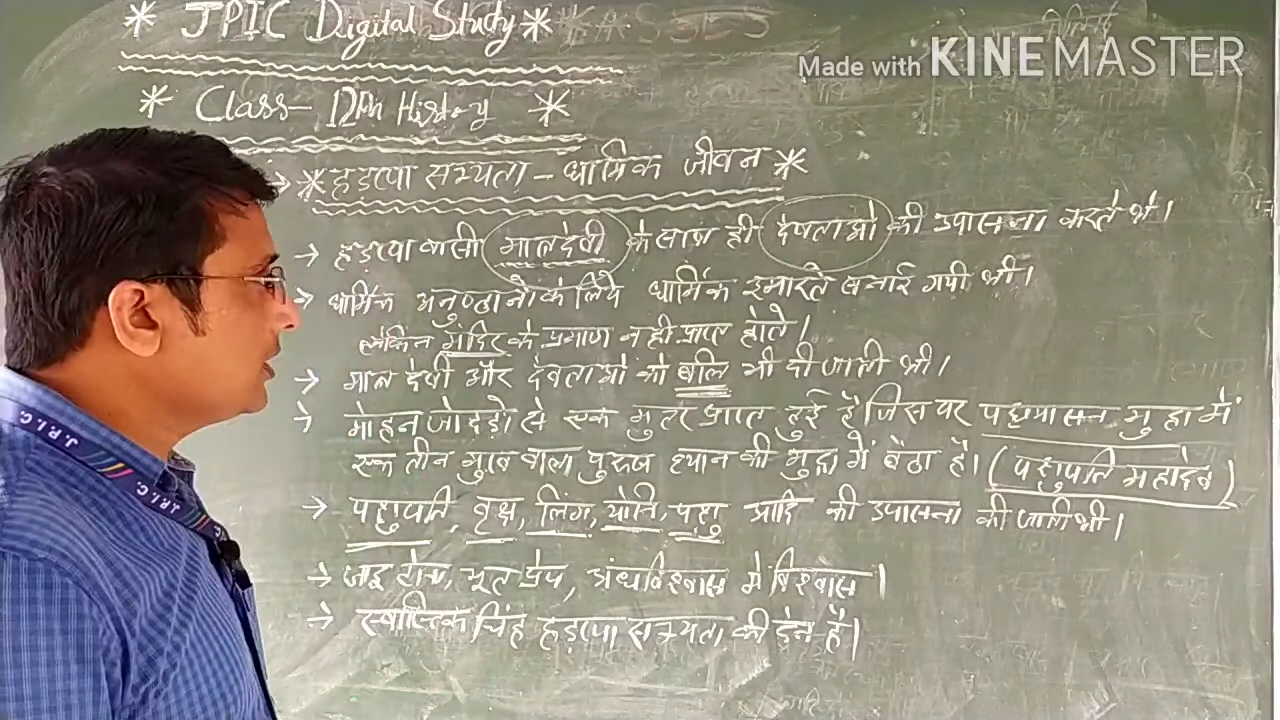 * JPIC Digital Study *
Made with KINEMASTER
* Class- 12th History *
→ * हड़प्पा सभ्यता - धार्मिक जीवन *
→ हड़प्पा वासी मातृदेवी के साथ ही देवताओ की उपासना करते थे।
→ धार्मिक अनुष्ठानो के लिये धार्मिक इमारते बनाई गयी थी।
लेकिन मंदिर के प्रमाण नही प्राप्त होते।
→ मातृ देवी और देवताओ को बलि भी दी जाती थी।
→ मोहन जोदड़ो से एक मुहर प्राप्त हुई है जिस पर पद्मासन मुद्रा में
एक तीन मुख वाला पुरुष ध्यान की मुद्रा में बैठा है। (पशुपति महादेव)
→ पशुपति, वृक्ष, लिंग, योनि, पशु आदि की उपासना की जाती थी।
→ जादू टोना, भूत प्रेत, अंधविश्वास मे विश्वास।
→ स्वास्तिक चिंह हड़प्पा सभ्यता की देन है।
J.P.I.C.
J.P.I.C.